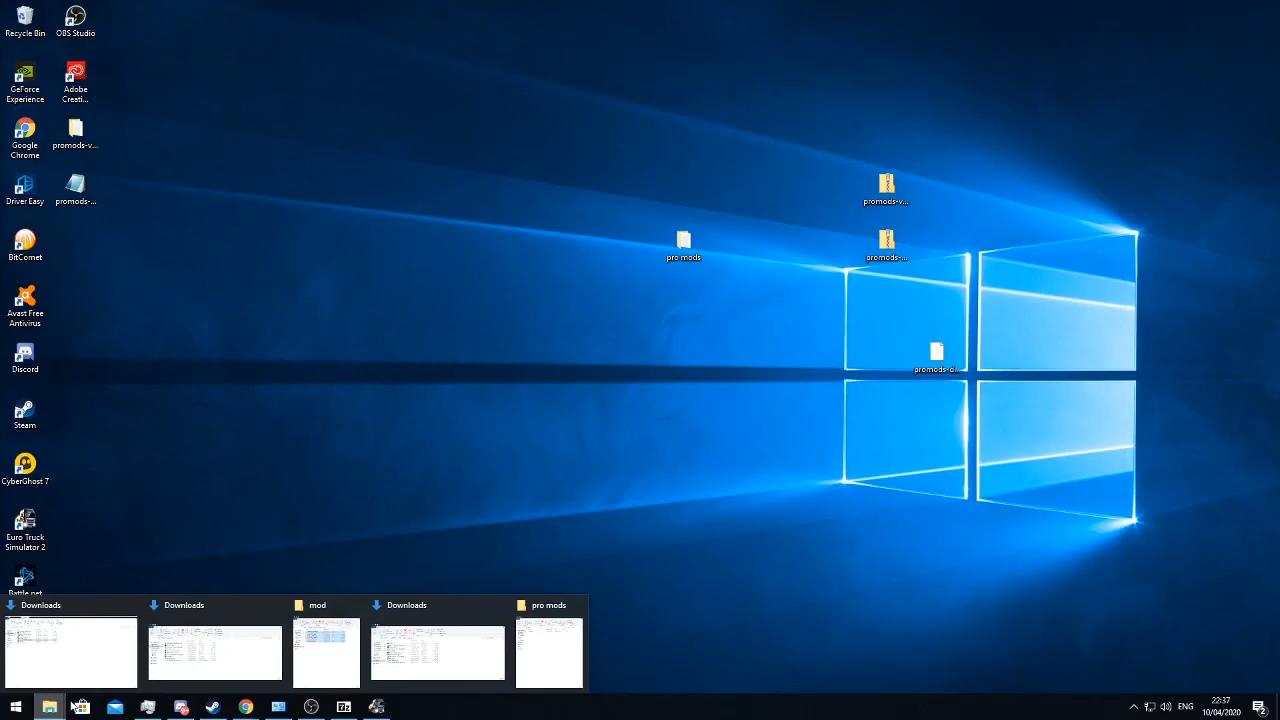 Recycle Bin
OBS Studio
GeForce
Experience
Adobe
Creati...
Google
Chrome
promods-v...
Driver Easy
promods-...
BitComet
Avast Free
Antivirus
Discord
Steam
CyberGhost 7
Euro Truck
Simulator 2
Battle.net
promods-v...
pro mods
promods-...
promods-d...
Downloads
Downloads
mod
Downloads
pro mods
ENG
22:37
10/04/2020